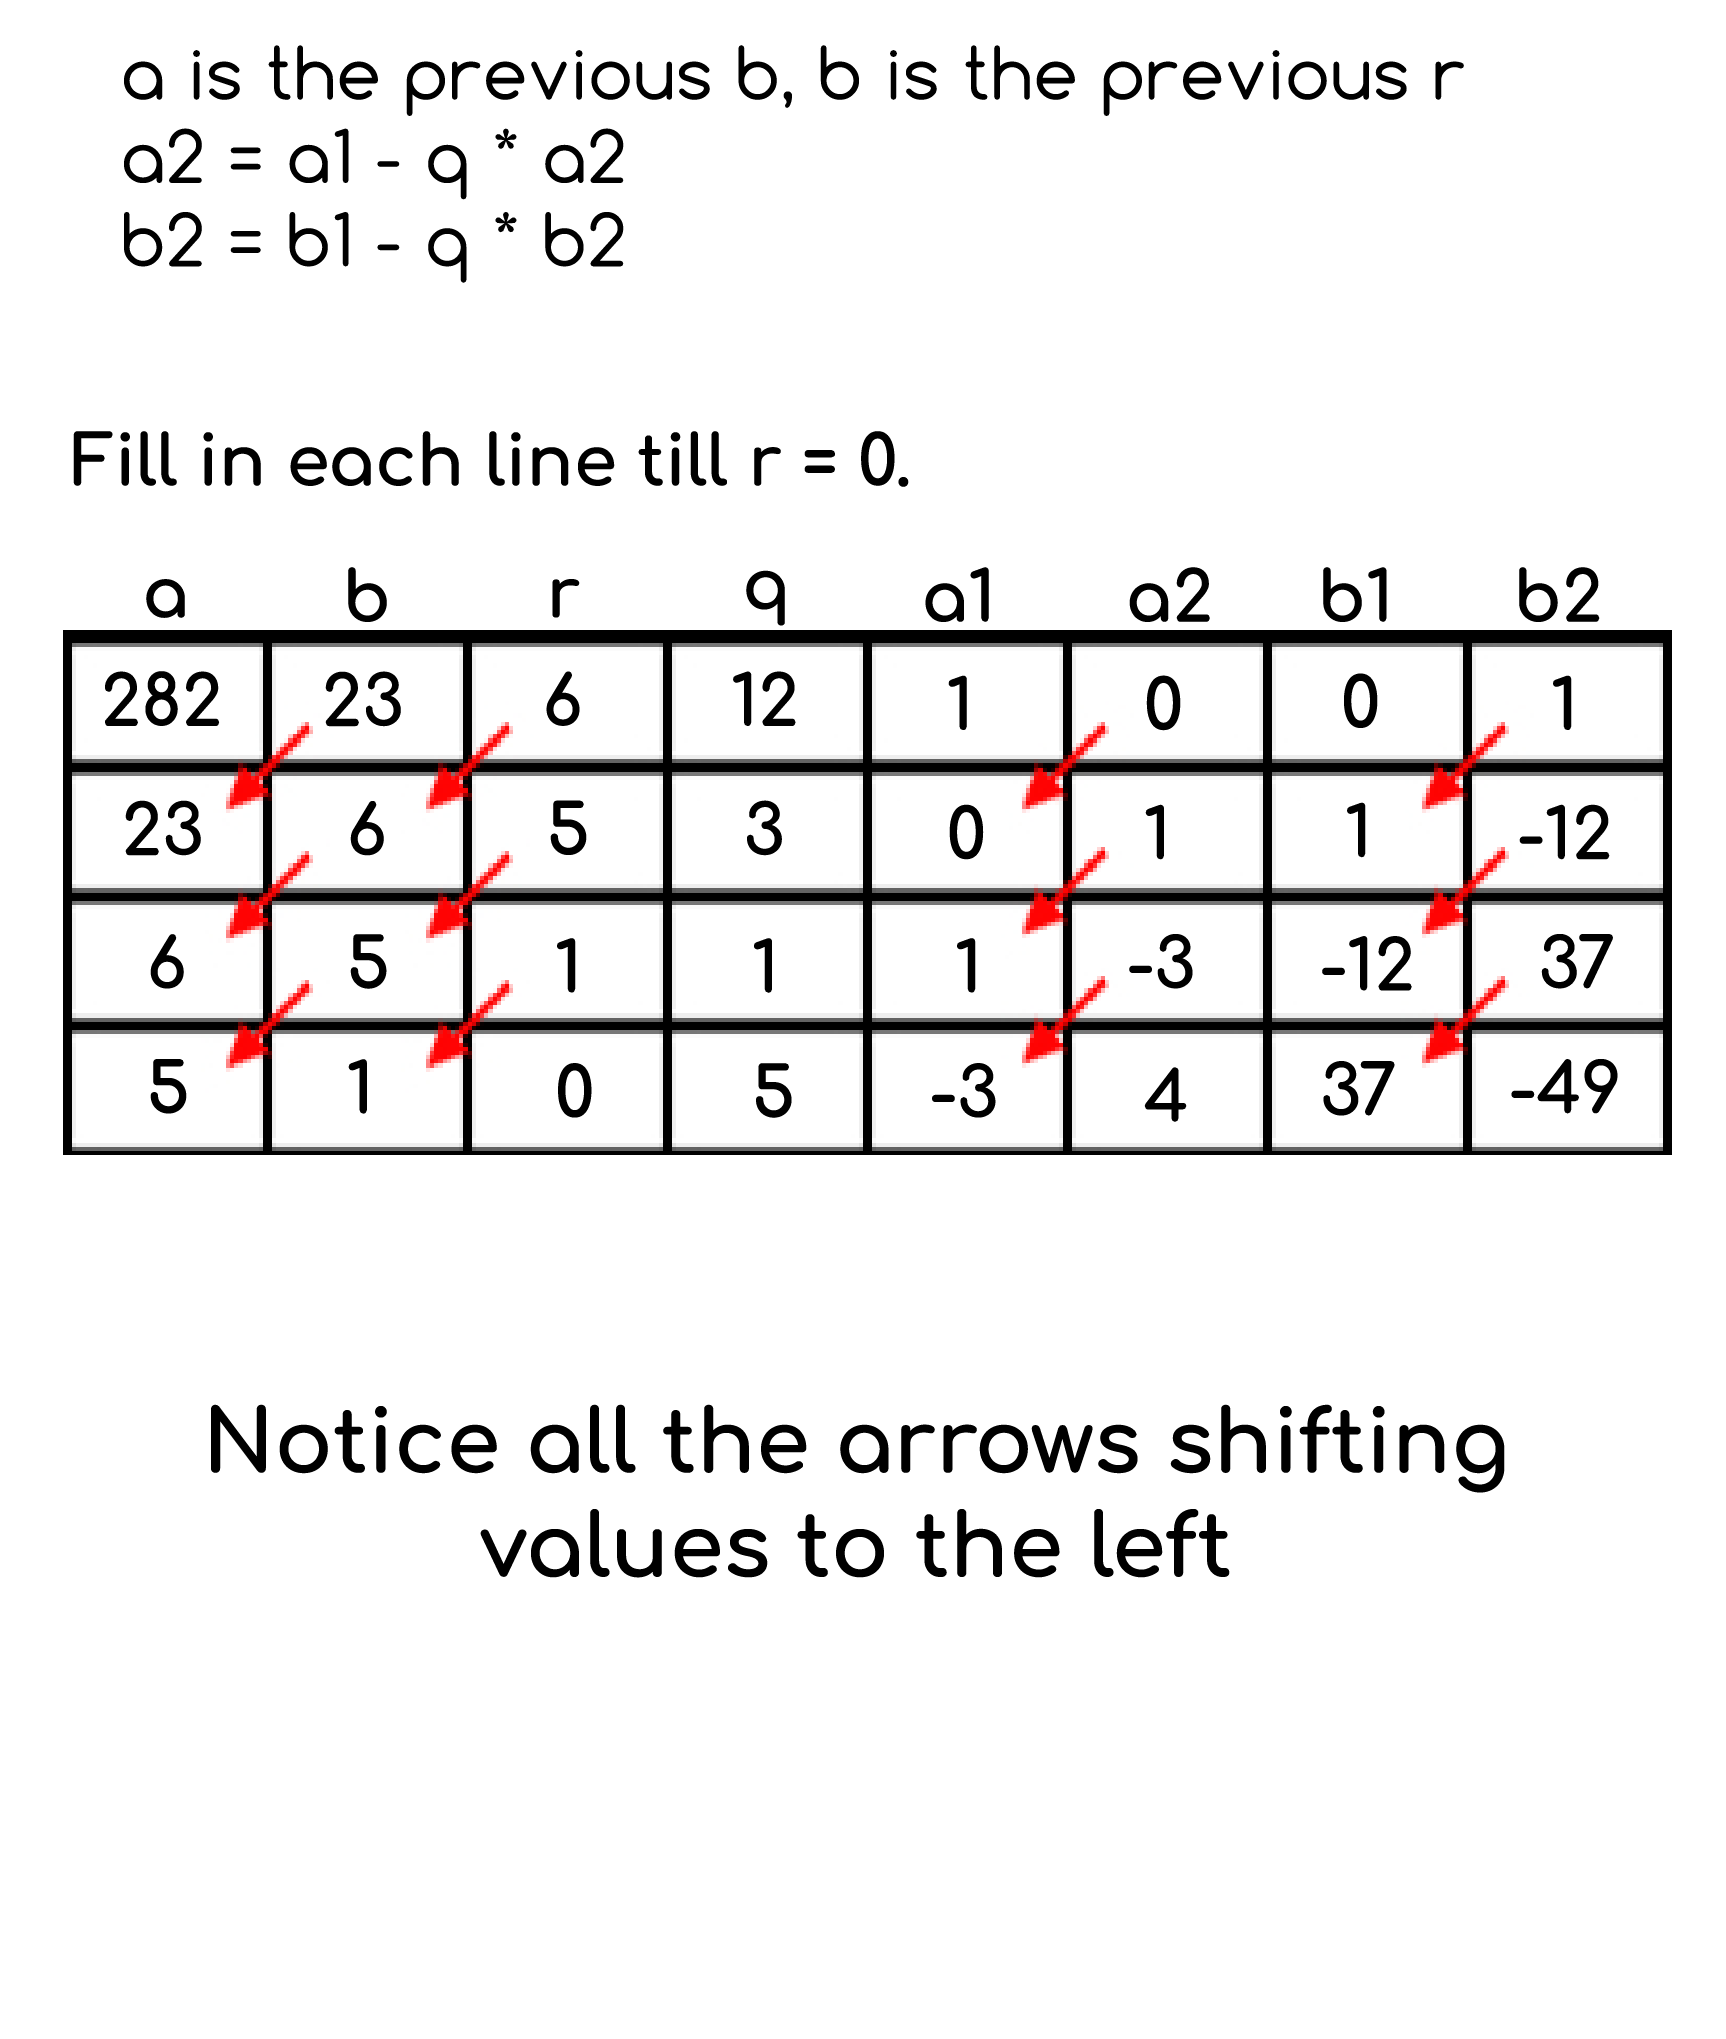 a is the previous b, b is the previous r
a2 = a1 - q * a2
b2 = b1 - q * b2
Fill in each line till r = 0.
a b r q a1 a2 b1 b2
282 23 6 12 1 0 0 1
23 6 5 3 0 1 1 -12
6 5 1 1 1 -3 -12 37
5 1 0 5 -3 4 37 -49
Notice all the arrows shifting
values to the left